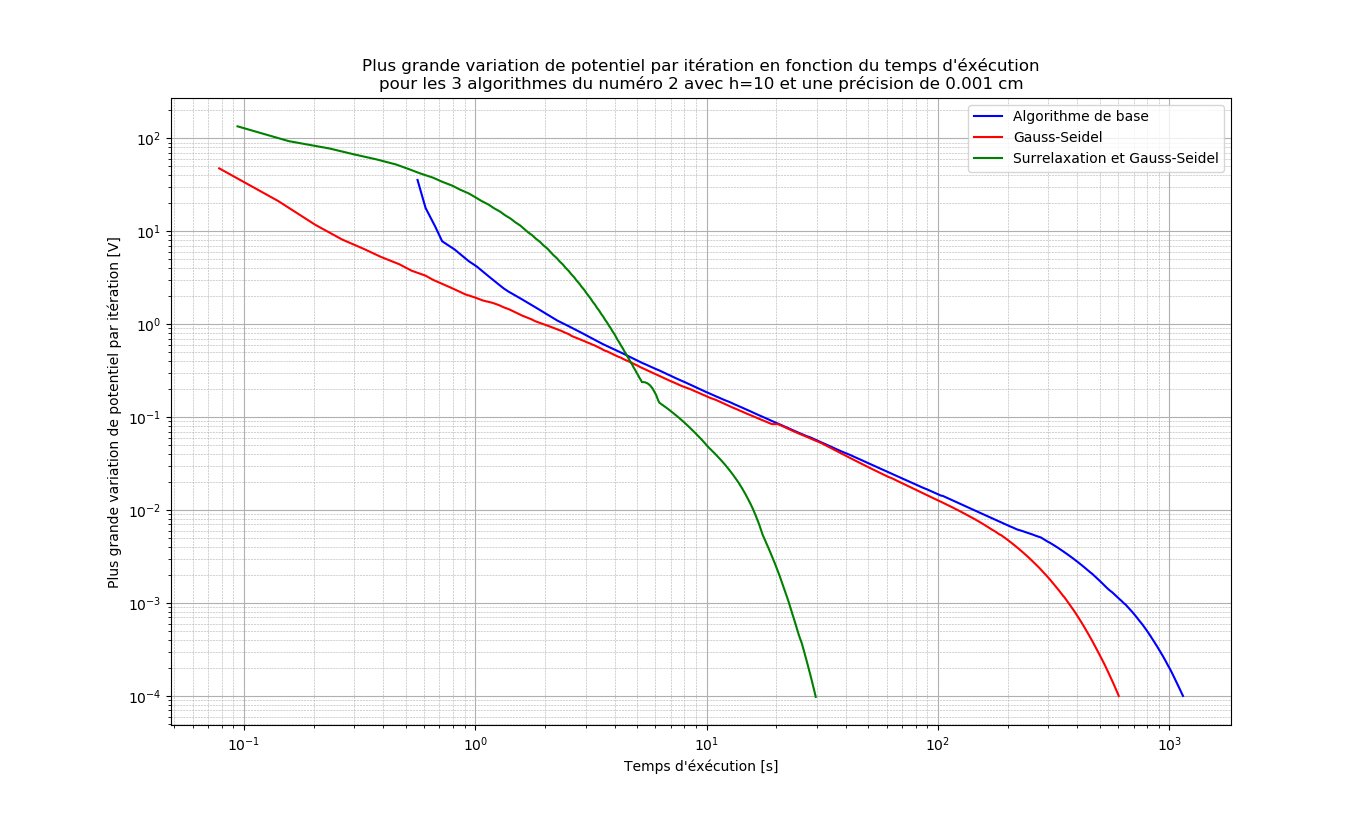 Plus grande variation de potentiel par itération en fonction du temps d'éxécution
pour les 3 algorithmes du numéro 2 avec h=10 et une précision de 0.001 cm
Algorithme de base
Gauss-Seidel
Surrelaxation et Gauss-Seidel
Plus grande variation de potentiel par itération [V]
10²
10¹
10⁰
10⁻¹
10⁻²
10⁻³
10⁻⁴
10⁻¹ 10⁰ 10¹ 10² 10³
Temps d'éxécution [s]